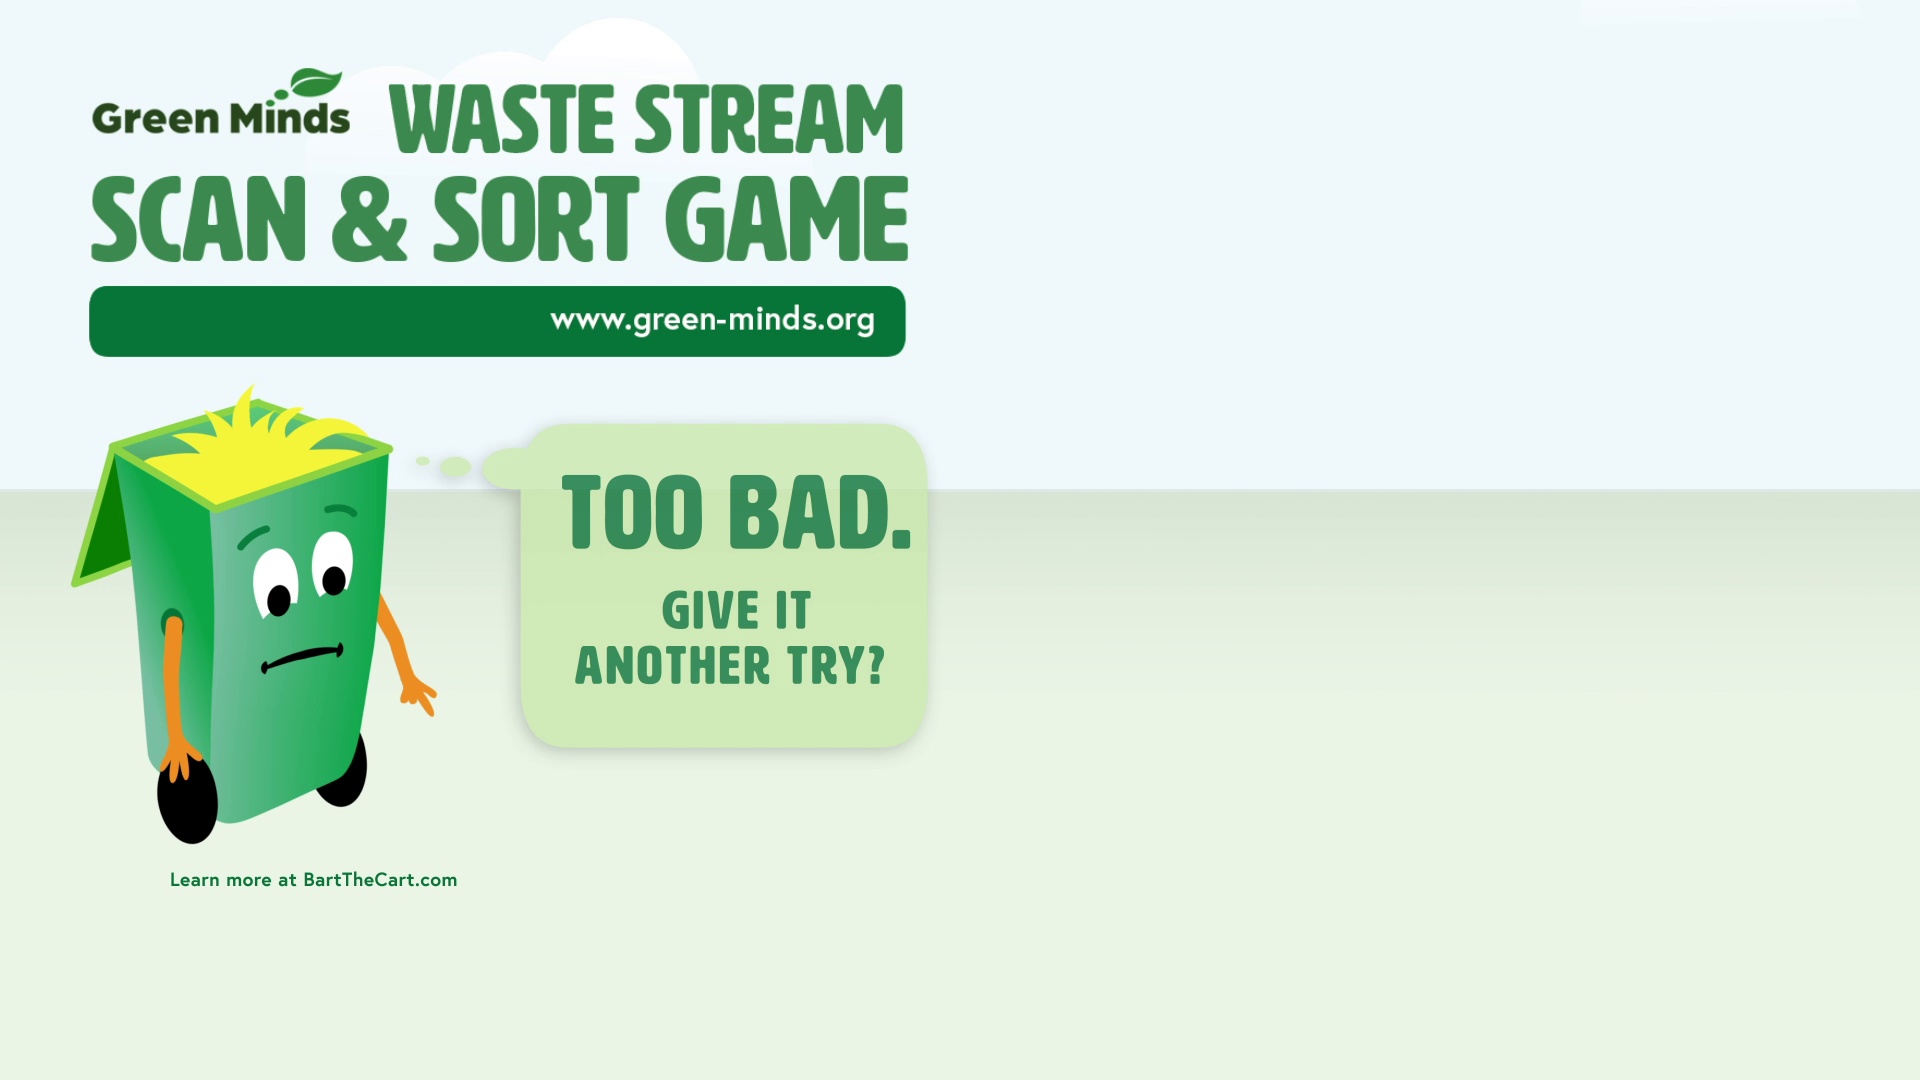 Green Minds WASTE STREAM
SCAN & SORT GAME
www.green-minds.org
TOO BAD.
GIVE IT
ANOTHER TRY?
Learn more at BartTheCart.com